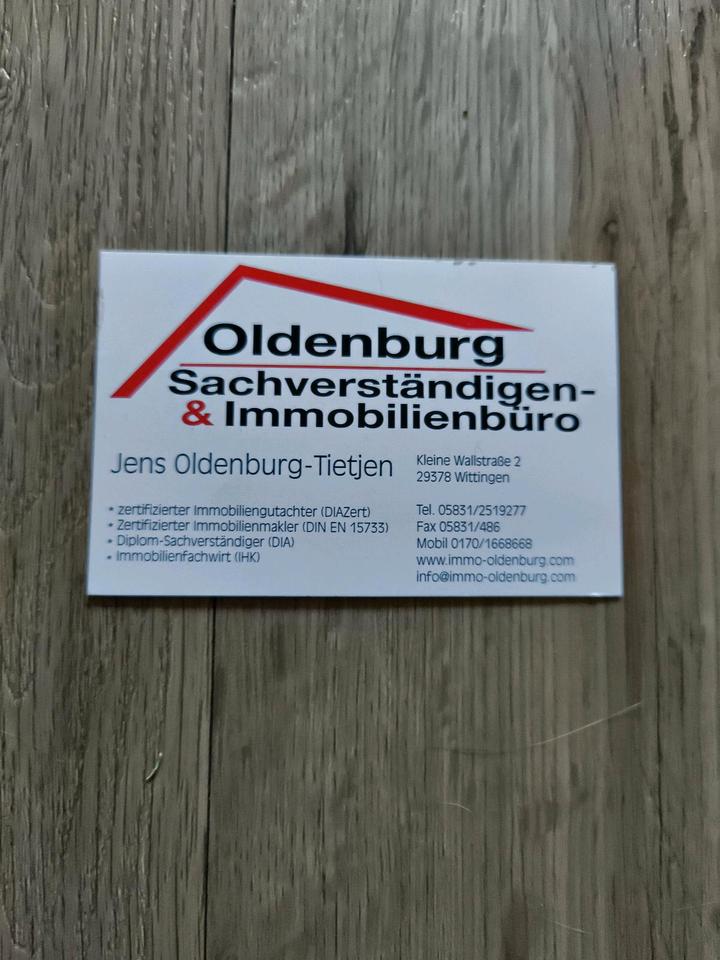 Oldenburg
Sachverständigen-
& Immobilienbüro
Jens Oldenburg-Tietjen
• zertifizierter Immobiliengutachter (DIAZert)
• Zertifizierter Immobilienmakler (DIN EN 15733)
• Diplom-Sachverständiger (DIA)
• Immobilienfachwirt (IHK)
Kleine Wallstraße 2
29378 Wittingen
Tel. 05831/2519277
Fax 05831/486
Mobil 0170/1668668
www.immo-oldenburg.com
info@immo-oldenburg.com